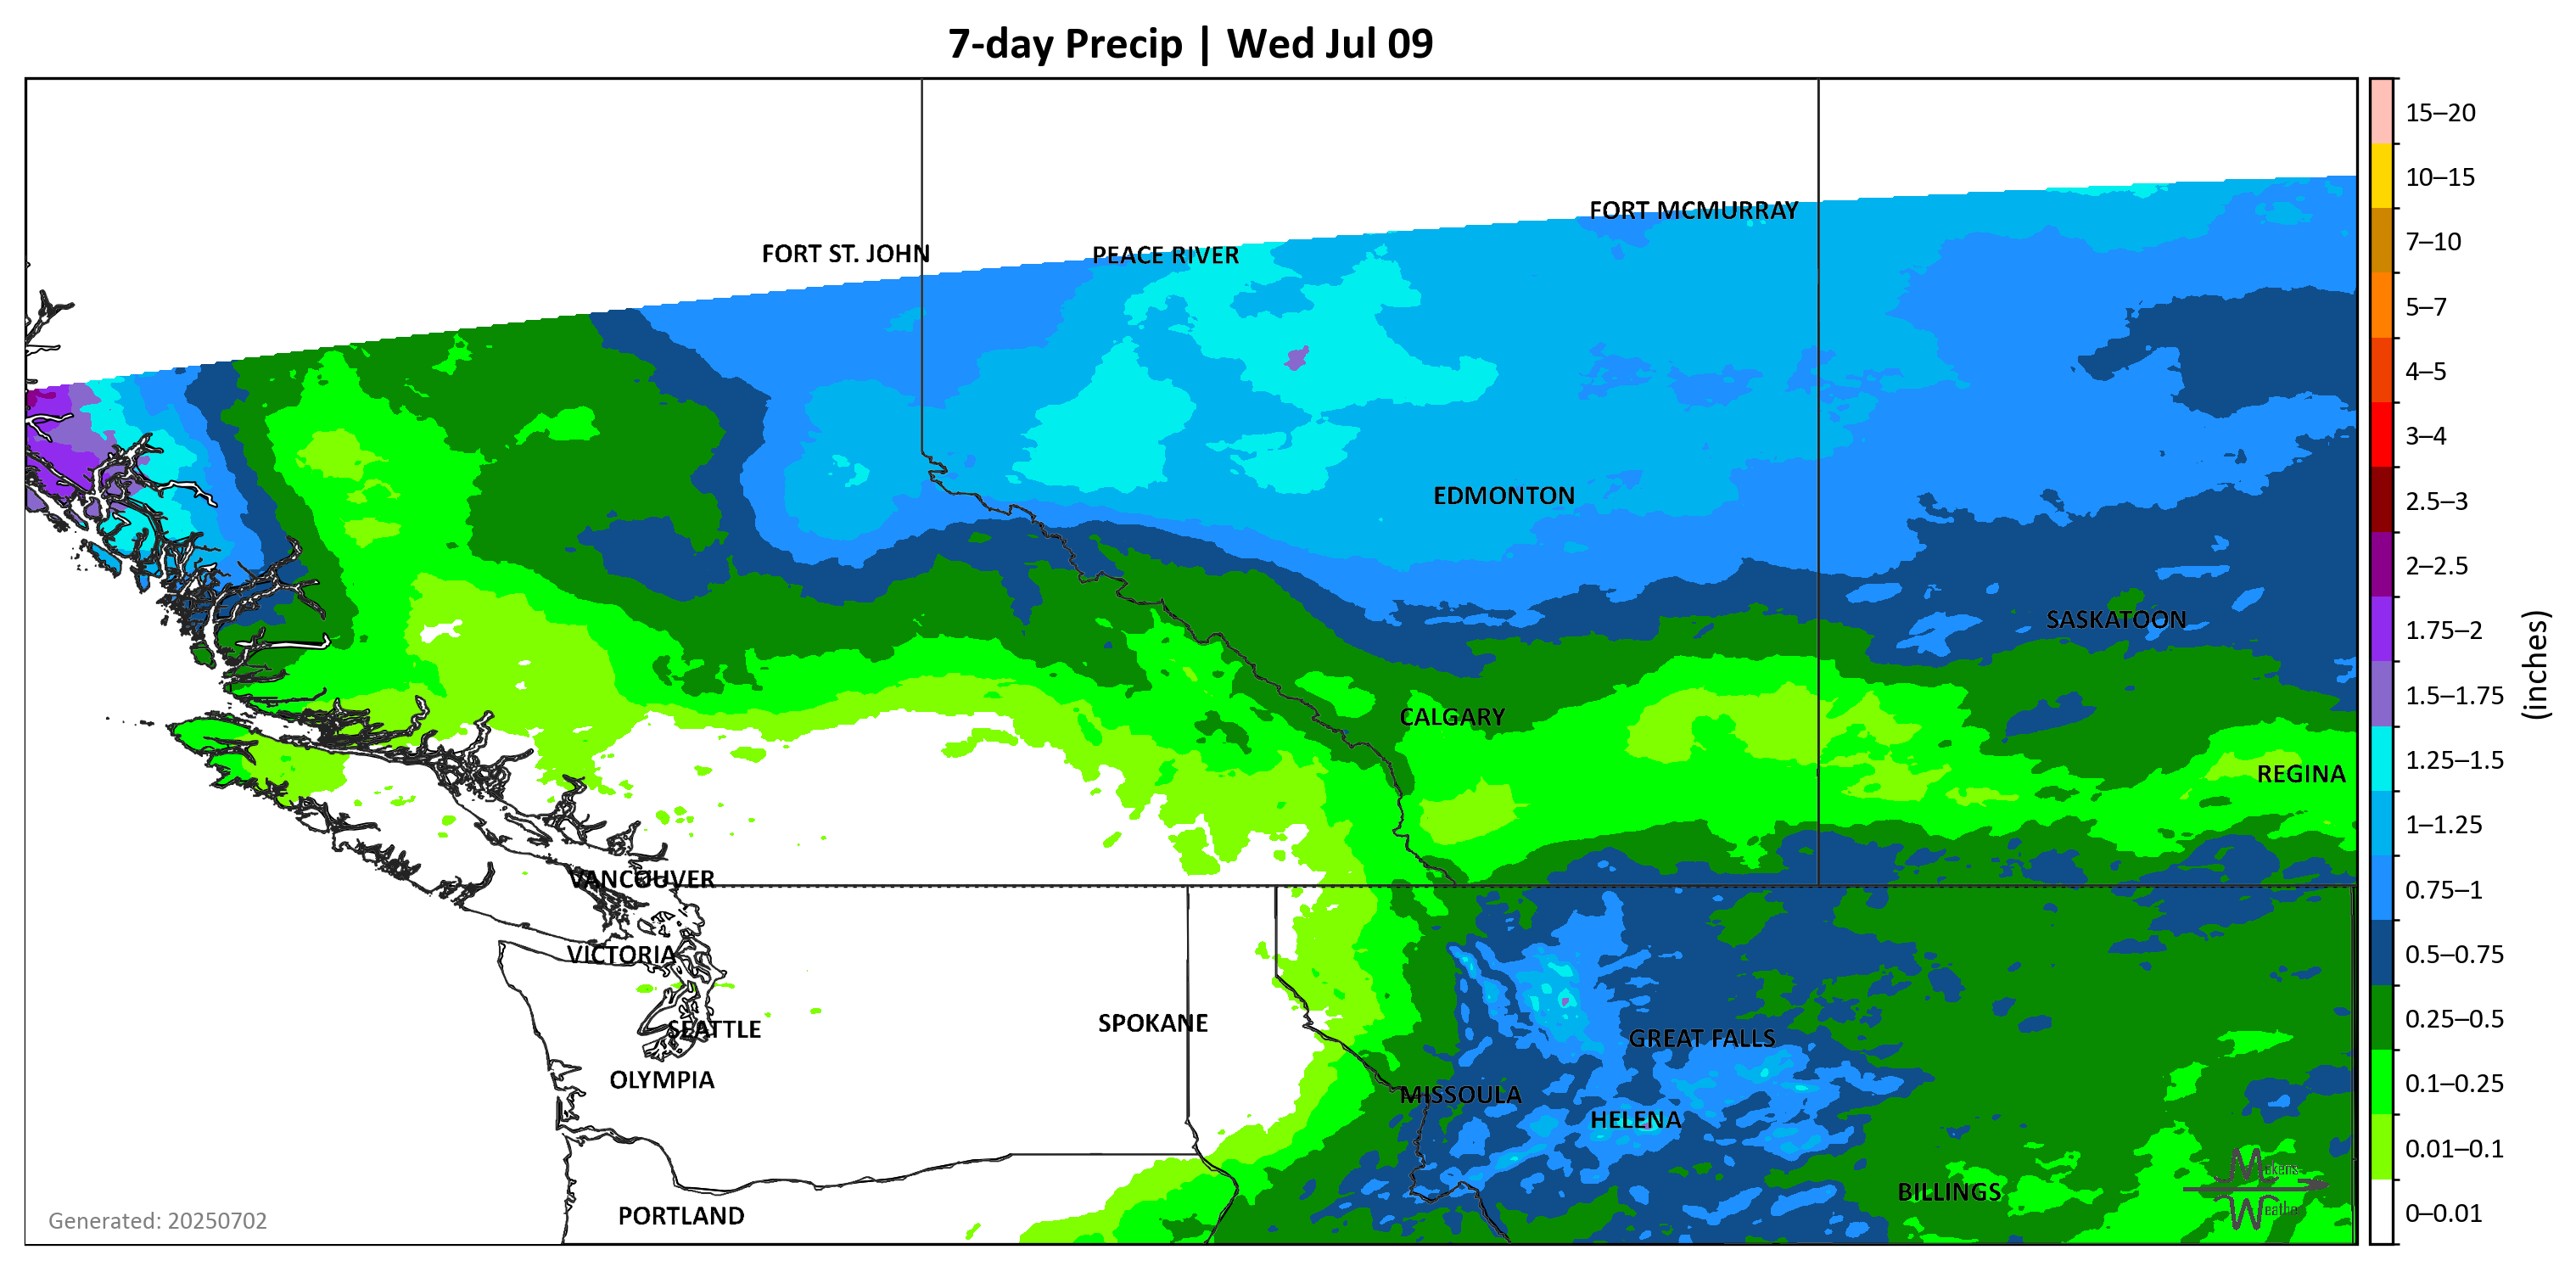 7-day Precip | Wed Jul 09
FORT MCMURRAY
FORT ST. JOHN
PEACE RIVER
EDMONTON
SASKATOON
CALGARY
REGINA
VANCOUVER
VICTORIA
SPOKANE
SEATTLE
GREAT FALLS
OLYMPIA
MISSOULA
HELENA
BILLINGS
PORTLAND
Generated: 20250702
Makens
Weather
15–20
10–15
7–10
5–7
4–5
3–4
2.5–3
2–2.5
1.75–2
1.5–1.75
1.25–1.5
1–1.25
0.75–1
0.5–0.75
0.25–0.5
0.1–0.25
0.01–0.1
0–0.01
(inches)